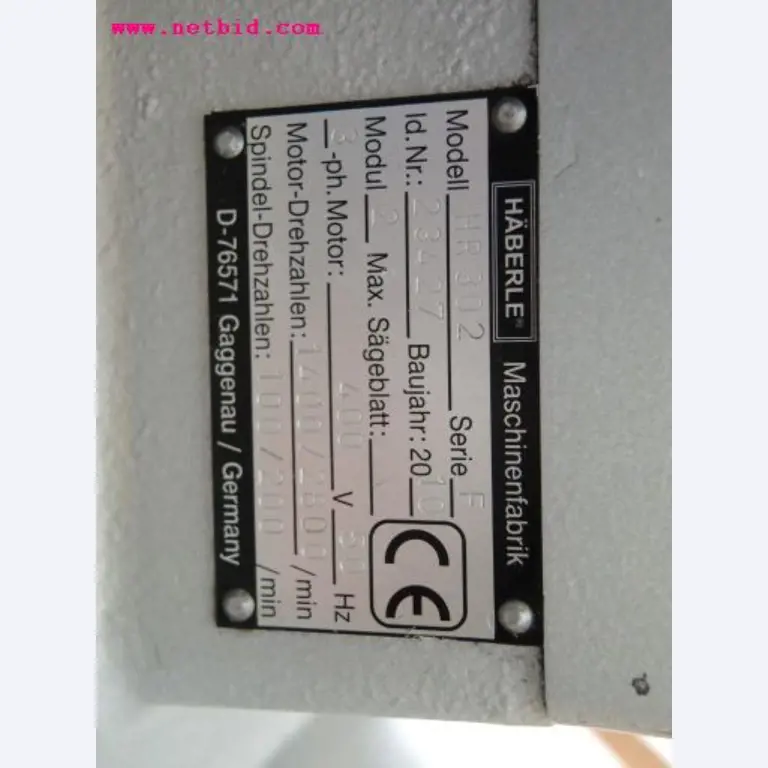 www.netbid.com
HÄBERLE® Maschinenfabrik
Modell HR 302 Serie F
Id.Nr.: 23427 Baujahr: 2010
Modul 2 Max. Sägeblatt:
3-ph. Motor: 400 V 50 Hz
Motor-Drehzahlen: 1400/2800 /min
Spindel-Drehzahlen: 100/200 /min
D-76571 Gaggenau / Germany
CE